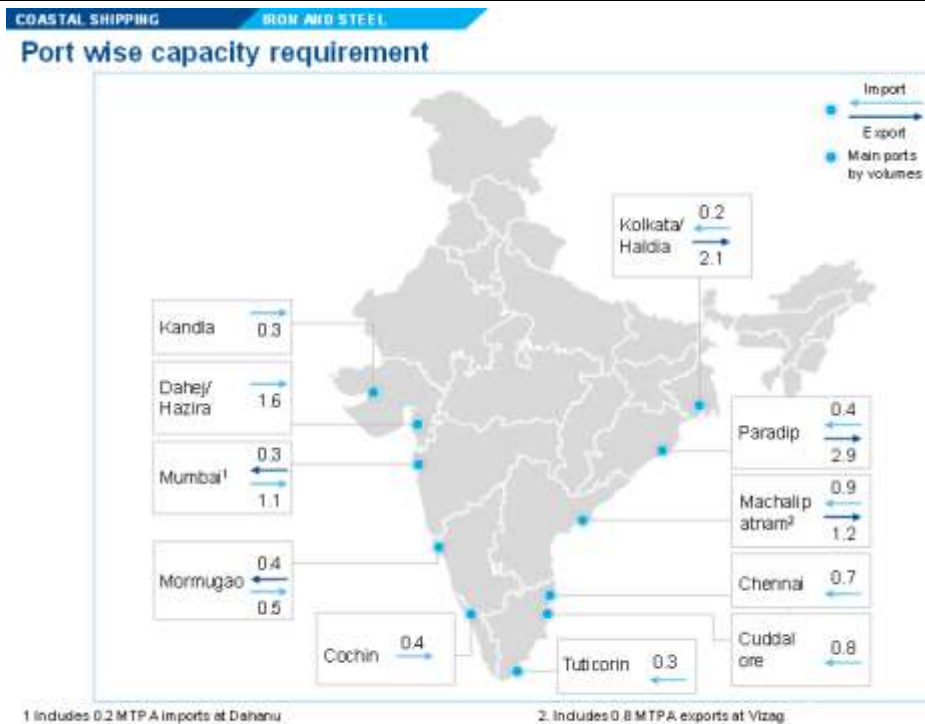 COASTAL SHIPPING
IRON AND STEEL
Port wise capacity requirement
Import
Export
Main ports
by volumes
Kolkata/
Haldia
0.2
2.1
Kandla
0.3
Dahej/
Hazira
1.6
Mumbai¹
0.3
1.1
Mormugao
0.4
0.5
Cochin
0.4
Tuticorin
0.3
Paradip
0.4
2.9
Machalip
atnam²
0.9
1.2
Chennai
0.7
Cuddal
ore
0.8
1 Includes 0.2 MTPA imports at Dahanu
2. Includes 0.8 MTPA exports at Vizag